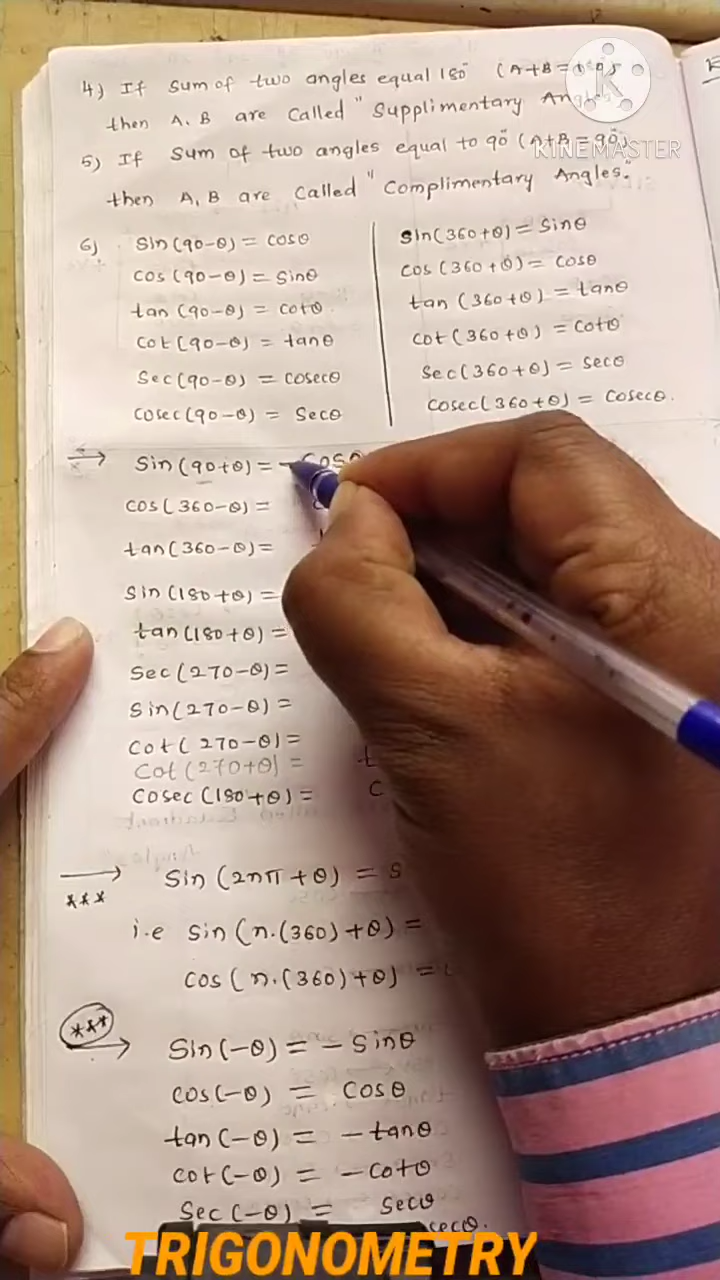 4) If Sum of two angles equal 180° (A+B=180)
then A, B are Called "Supplimentary Angles
KINEMASTER
5) If Sum of two angles equal to 90° (A+B=90°)
then A, B are Called "Complimentary Angles."
6) Sin(90-θ) = cosθ
cos(90-θ) = sinθ
tan(90-θ) = cotθ
cot(90-θ) = tanθ
Sec(90-θ) = cosecθ
cosec(90-θ) = Secθ
Sin(360+θ) = Sinθ
cos(360+θ) = cosθ
tan(360+θ) = tanθ
cot(360+θ) = cotθ
Sec(360+θ) = Secθ
cosec(360+θ) = cosecθ.
Sin(90+θ) = - cosθ
cos(360-θ) =
tan(360-θ) =
Sin(180+θ) =
tan(180+θ) =
Sec(270-θ) =
Sin(270-θ) =
Cot(270-θ) =
Cot(270+θ) =
Cosec(180+θ) =
*** Sin(2nπ+θ) = S
i.e Sin(n.(360)+θ) =
cos(n.(360)+θ) =
*** Sin(-θ) = - Sinθ
cos(-θ) = Cosθ
tan(-θ) = -tanθ
cot(-θ) = -cotθ
Sec(-θ) = Secθ
TRIGONOMETRY